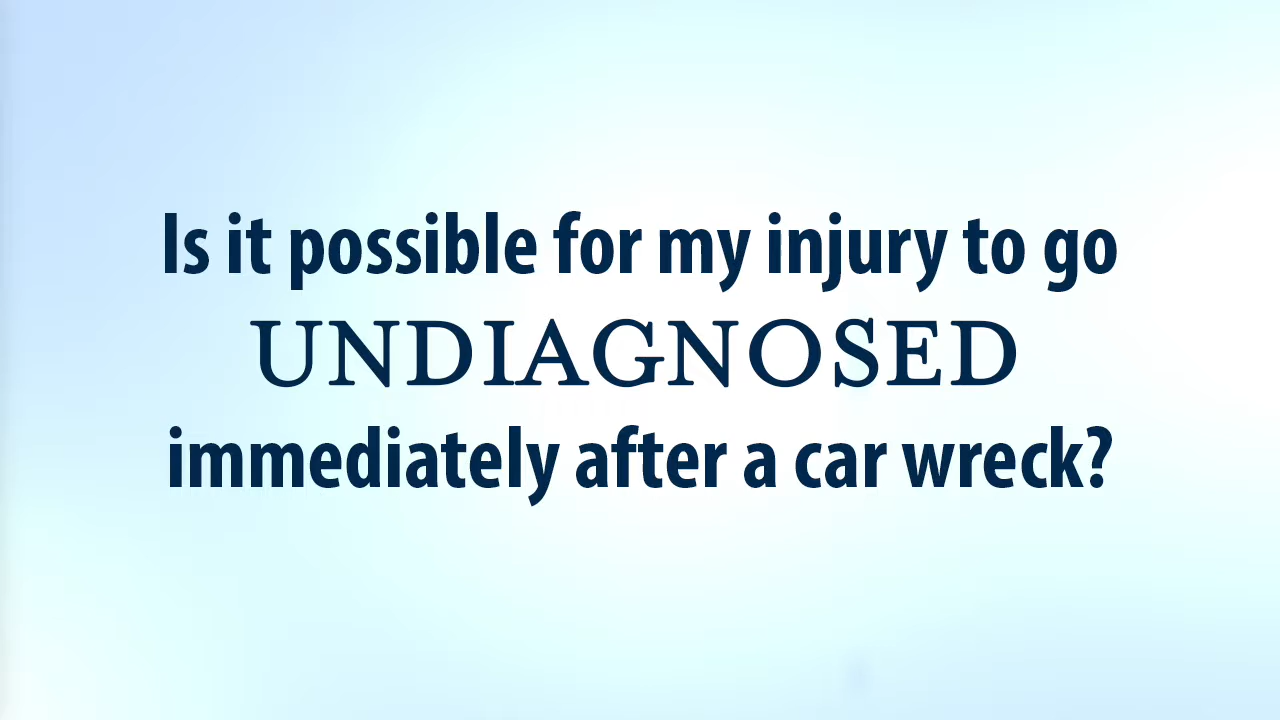 Is it possible for my injury to go
UNDIAGNOSED
immediately after a car wreck?